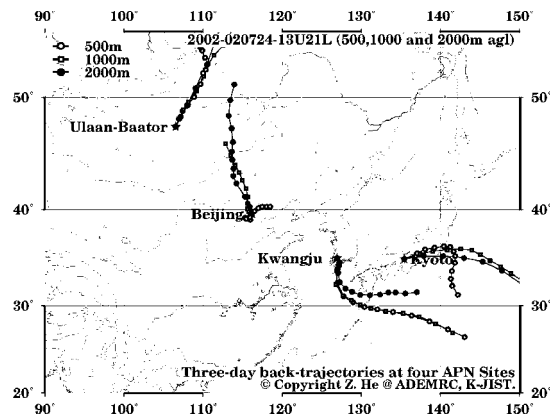 90° 100° 110° 120° 130° 140° 150°
2002-020724-13U21L (500,1000 and 2000m agl)
500m
1000m
2000m
50° 50°
Ulaan-Baator
40° 40°
Beijing
Kwangju
Kyoto
30° 30°
Three-day back-trajectories at four APN Sites
© Copyright Z. He @ ADEMRC, K-JIST.
20° 20°
90° 100° 110° 120° 130° 140° 150°